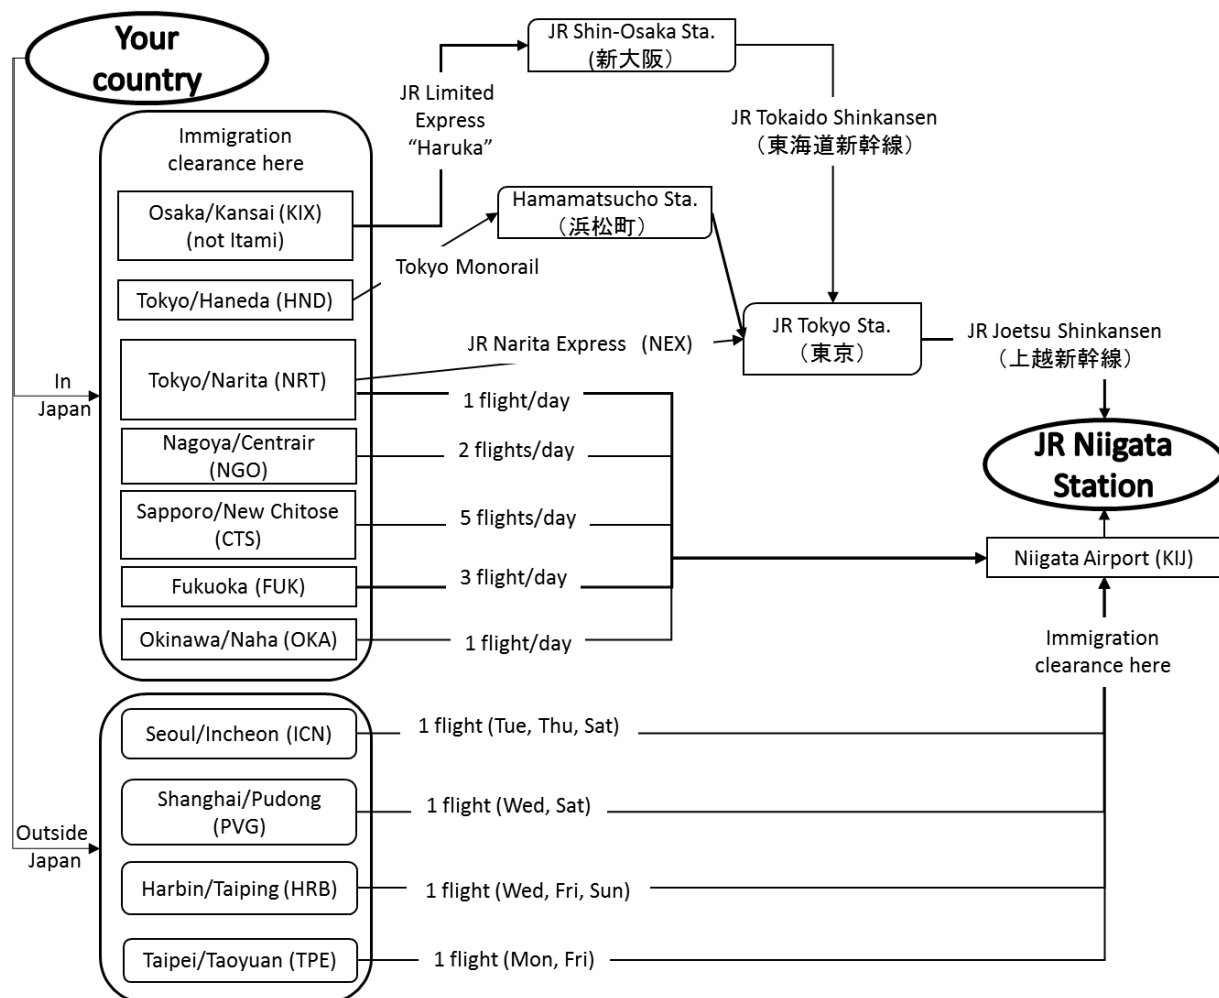 Your
country
Immigration
clearance here
Osaka/Kansai (KIX)
(not Itami)
Tokyo/Haneda (HND)
Tokyo/Narita (NRT)
Nagoya/Centrair
(NGO)
Sapporo/New Chitose
(CTS)
Fukuoka (FUK)
Okinawa/Naha (OKA)
In
Japan
JR Limited
Express
“Haruka”
JR Shin-Osaka Sta.
(新大阪）
JR Tokaido Shinkansen
（東海道新幹線）
Hamamatsucho Sta.
（浜松町）
Tokyo Monorail
JR Narita Express （NEX）
JR Tokyo Sta.
（東京）
JR Joetsu Shinkansen
（上越新幹線）
1 flight/day
2 flights/day
5 flights/day
3 flight/day
1 flight/day
JR Niigata
Station
Niigata Airport (KIJ)
Immigration
clearance here
Outside
Japan
Seoul/Incheon (ICN)
1 flight (Tue, Thu, Sat)
Shanghai/Pudong
(PVG)
1 flight (Wed, Sat)
Harbin/Taiping (HRB)
1 flight (Wed, Fri, Sun)
Taipei/Taoyuan (TPE)
1 flight (Mon, Fri)